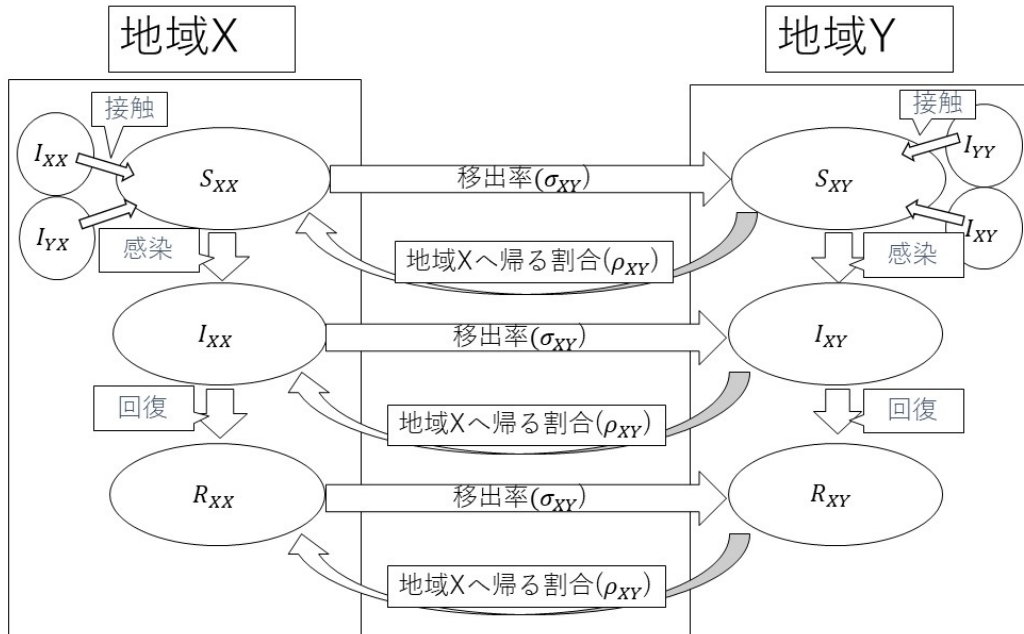 地域X
地域Y
接触
接触
I_XX
S_XX
移出率(σ_XY)
S_XY
I_YY
I_YX
I_XY
感染
地域Xへ帰る割合(ρ_XY)
感染
I_XX
移出率(σ_XY)
I_XY
回復
地域Xへ帰る割合(ρ_XY)
回復
R_XX
移出率(σ_XY)
R_XY
地域Xへ帰る割合(ρ_XY)